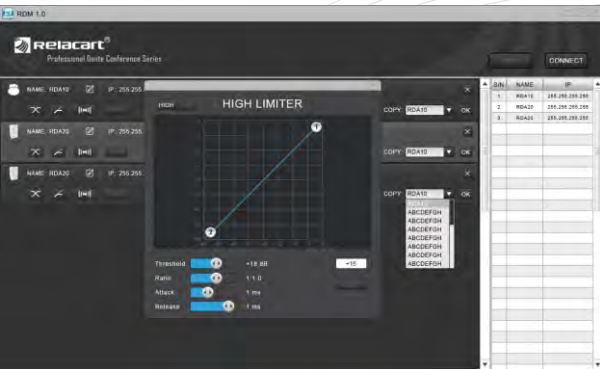 RDM 1.0
Relacart®
Professional Dante Conference Series
CONNECT
S/N NAME IP
1 RDA10 255.255.255.255
2 RDA20 255.255.255.255
3 RDA20 255.255.255.255
NAME: RDA10 IP: 255.255.
COPY RDA10 OK
NAME: RDA20 IP: 255.255.
COPY RDA10 OK
NAME: RDA20 IP: 255.255.
COPY RDA10 OK
ABCDEFGH
ABCDEFGH
ABCDEFGH
ABCDEFGH
ABCDEFGH
ABCDEFGH
HIGH
HIGH LIMITER
T
T
Threshold +18 dB
+15
Ratio 1:1.0
Attack 1 ms
Release 1 ms